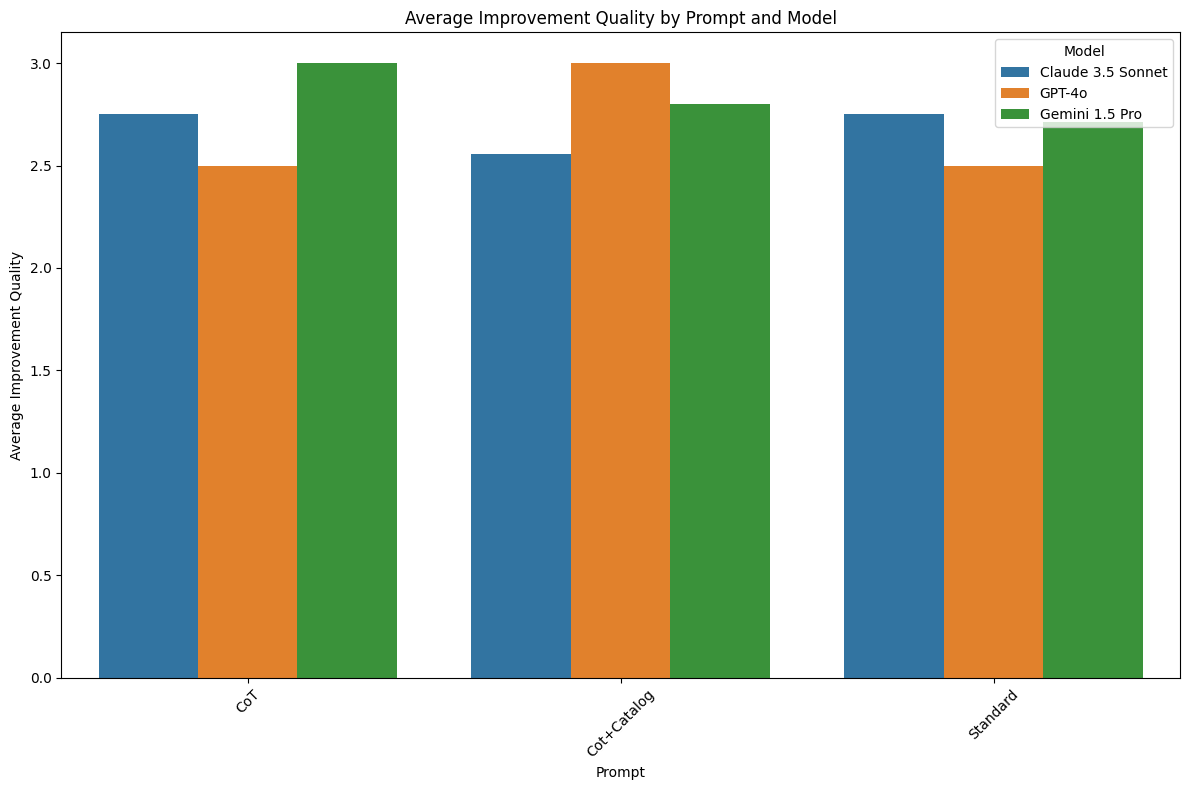 Average Improvement Quality by Prompt and Model
Model
Claude 3.5 Sonnet
GPT-4o
Gemini 1.5 Pro
Average Improvement Quality
3.0
2.5
2.0
1.5
1.0
0.5
0.0
CoT
Cot+Catalog
Standard
Prompt